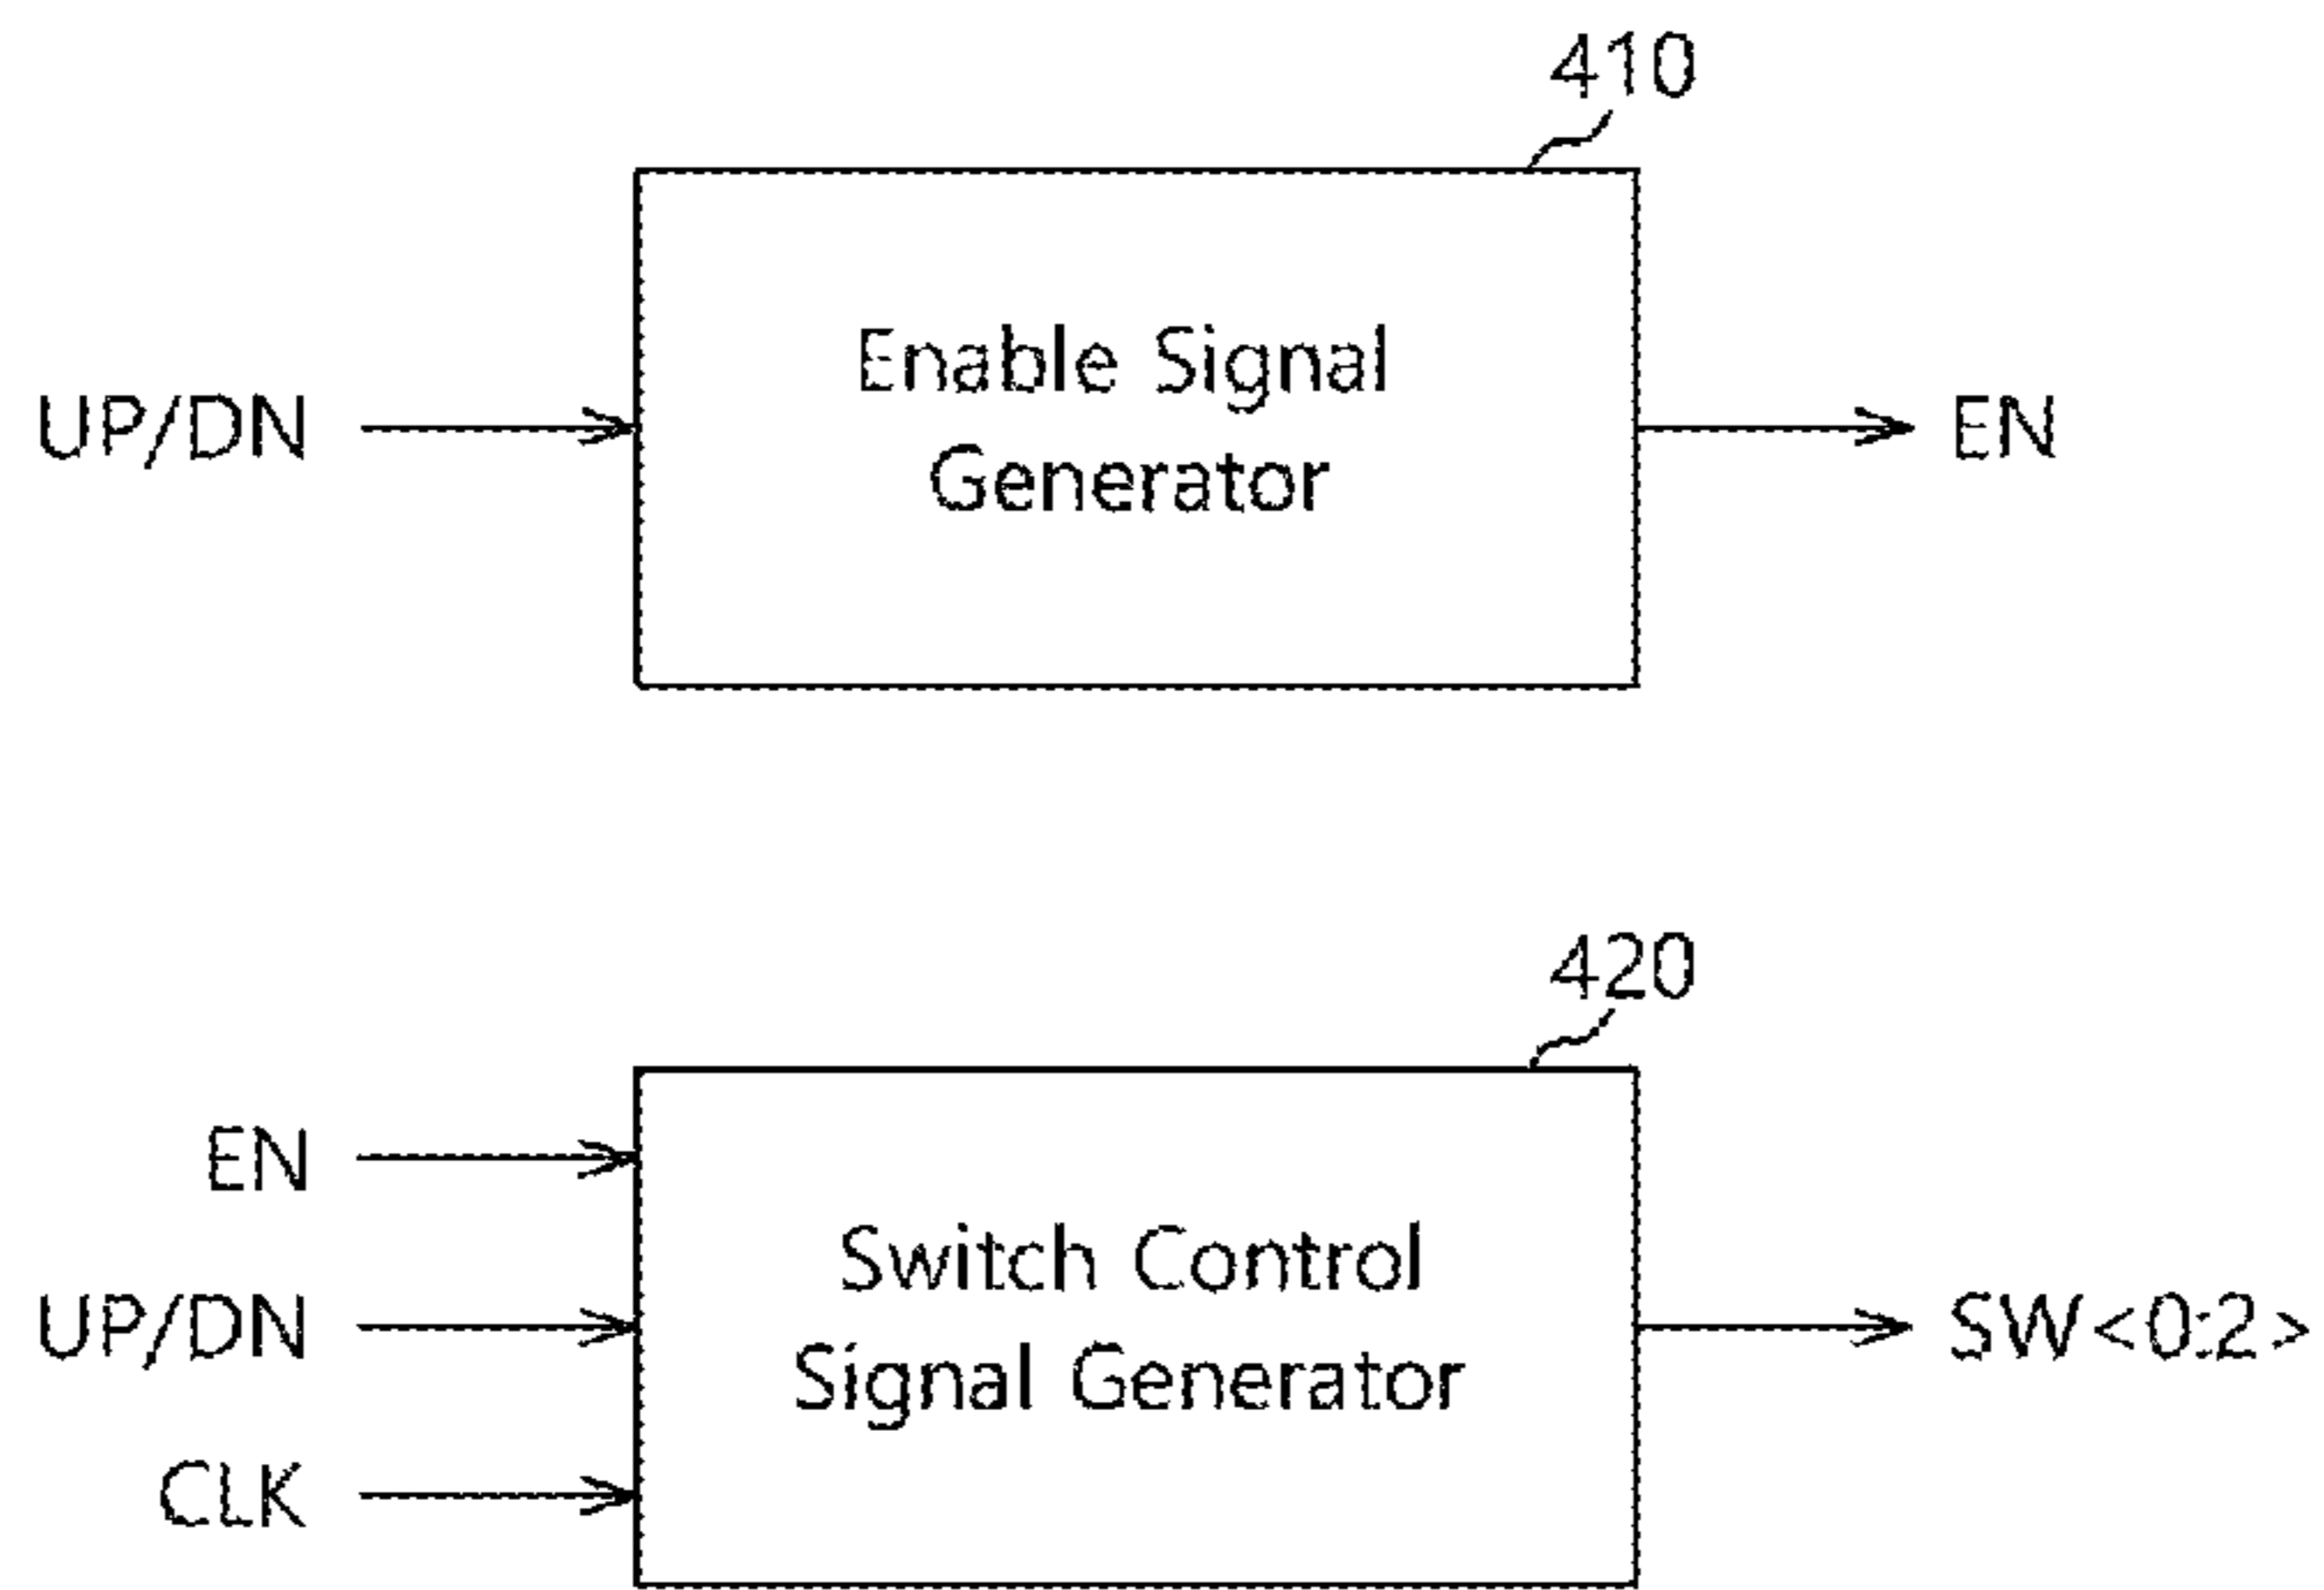 410
Enable Signal
Generator
UP/DN
EN
420
EN
Switch Control
Signal Generator
UP/DN
SW<0:2>
CLK